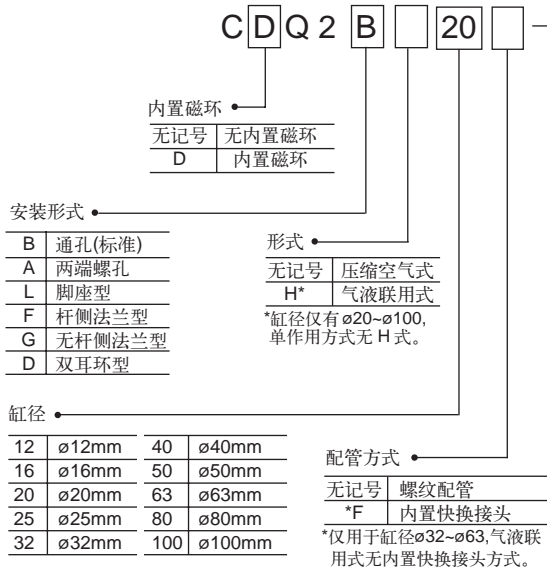 C D Q 2 B 20 –
内置磁环
无记号 无内置磁环
D 内置磁环
安装形式
B 通孔(标准)
A 两端螺孔
L 脚座型
F 杆侧法兰型
G 无杆侧法兰型
D 双耳环型
形式
无记号 压缩空气式
H* 气液联用式
*缸径仅有ø20~ø100,
单作用方式无 H 式。
缸径
12 ø12mm 40 ø40mm
16 ø16mm 50 ø50mm
20 ø20mm 63 ø63mm
25 ø25mm 80 ø80mm
32 ø32mm 100 ø100mm
配管方式
无记号 螺纹配管
*F 内置快换接头
*仅用于缸径ø32~ø63,气液联
用式无内置快换接头方式。